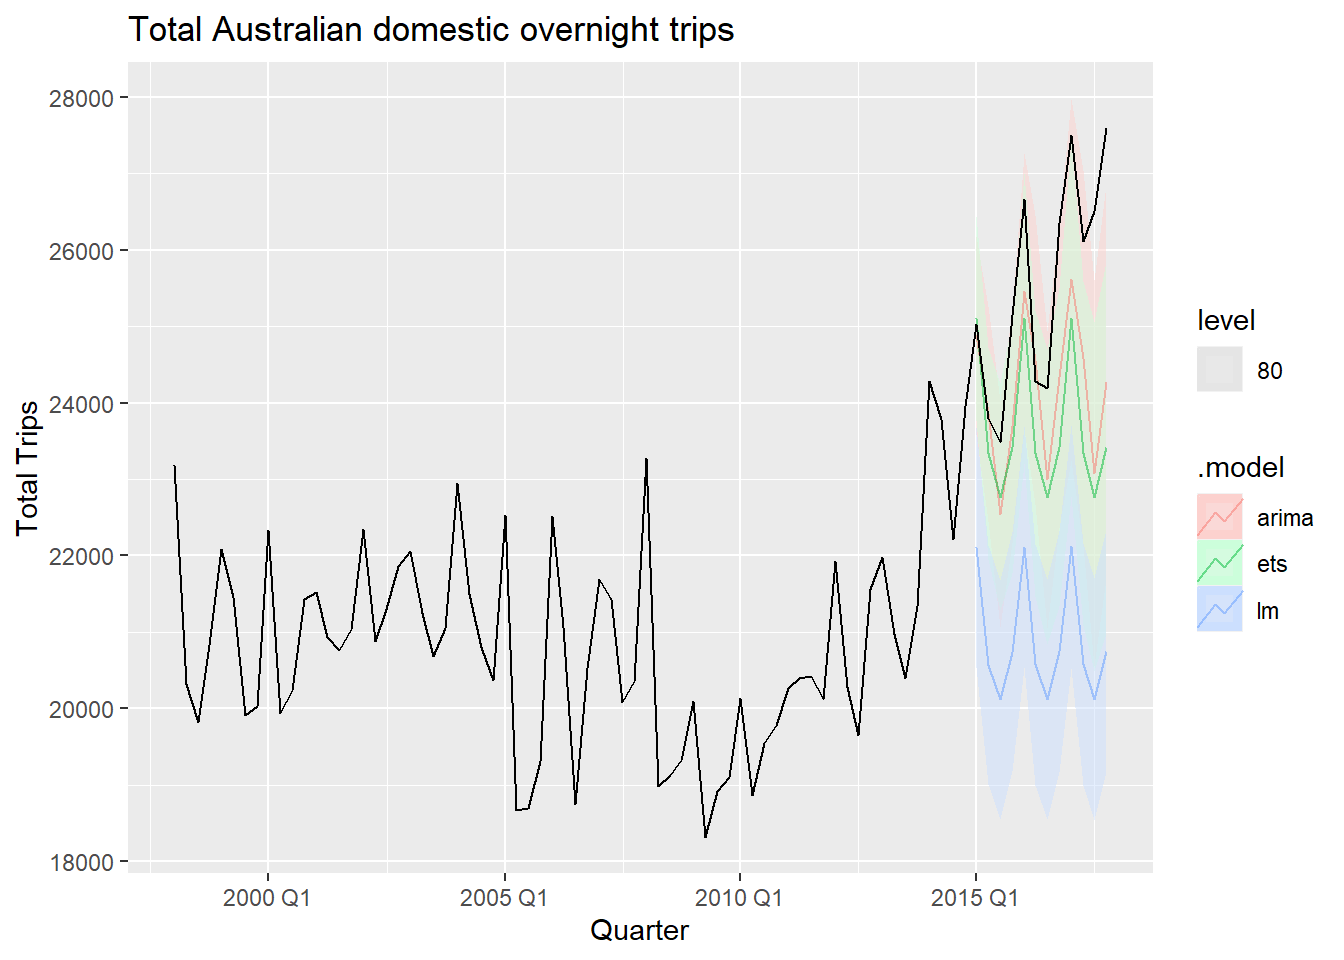 Total Australian domestic overnight trips
28000
26000
24000
22000
20000
18000
Total Trips
2000 Q1
2005 Q1
2010 Q1
2015 Q1
Quarter
level
80
.model
arima
ets
lm